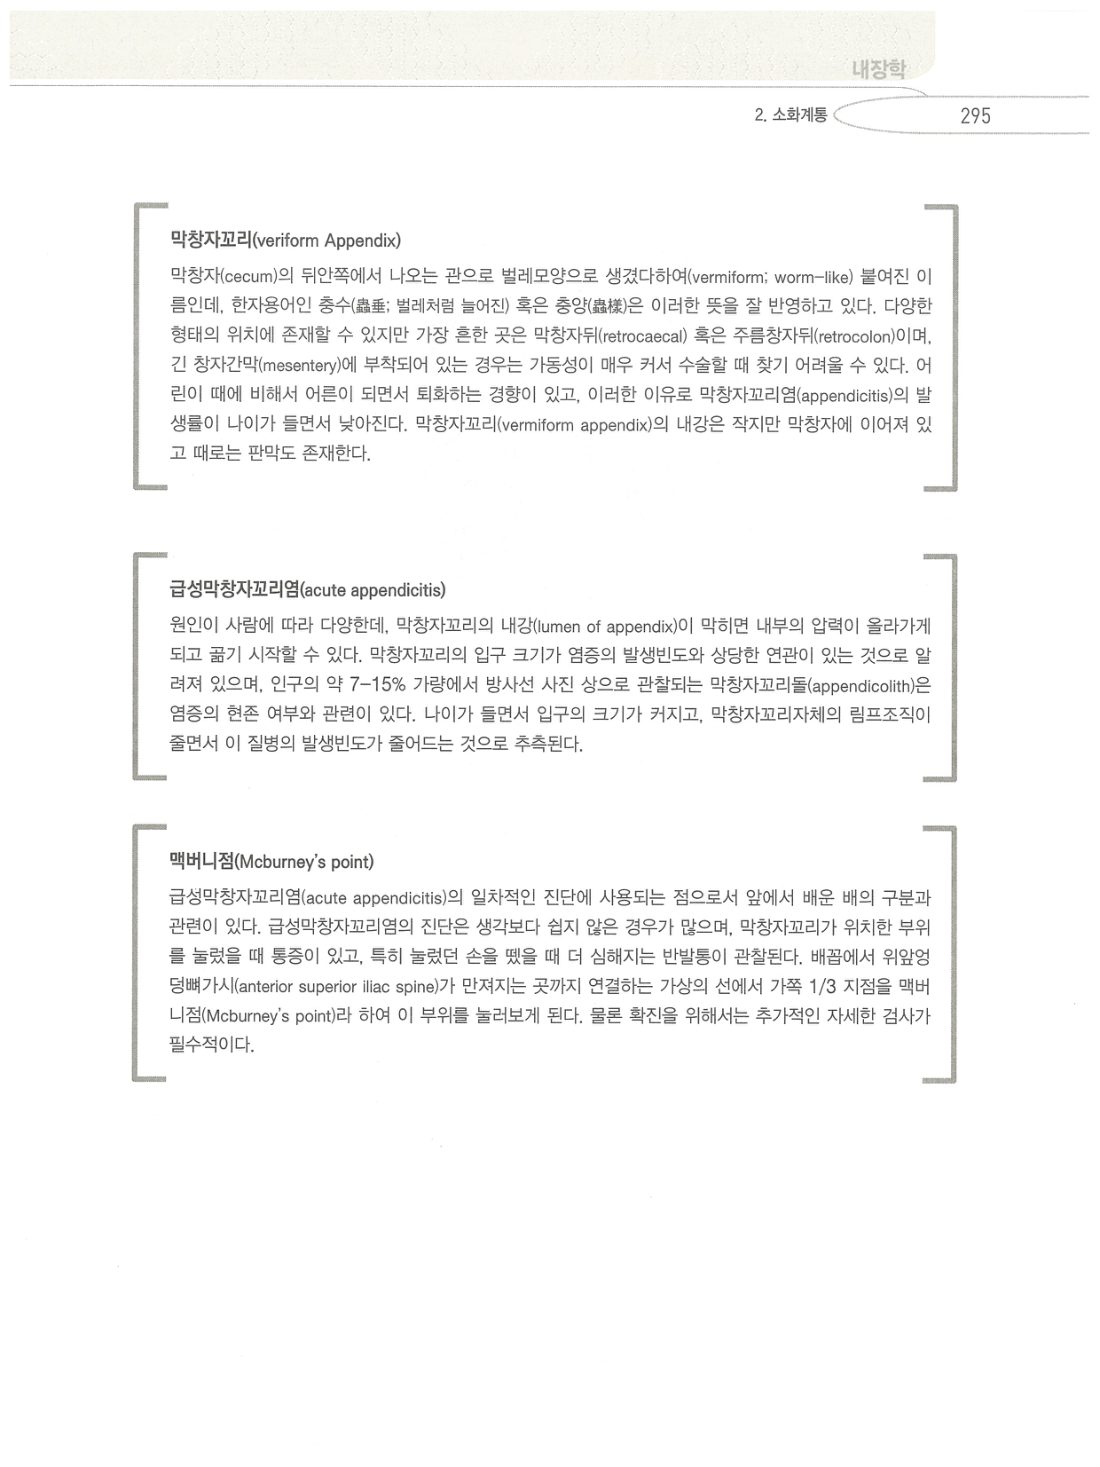 내장학
2. 소화계통
295
막창자꼬리(veriform Appendix)
막창자(cecum)의 뒤안쪽에서 나오는 관으로 벌레모양으로 생겼다하여(vermiform; worm-like) 붙여진 이
름인데, 한자용어인 충수(蟲垂; 벌레처럼 늘어진) 혹은 충양(蟲樣)은 이러한 뜻을 잘 반영하고 있다. 다양한
형태의 위치에 존재할 수 있지만 가장 흔한 곳은 막창자뒤(retrocaecal) 혹은 주름창자뒤(retrocolon)이며,
긴 창자간막(mesentery)에 부착되어 있는 경우는 가동성이 매우 커서 수술할 때 찾기 어려울 수 있다. 어
린이 때에 비해서 어른이 되면서 퇴화하는 경향이 있고, 이러한 이유로 막창자꼬리염(appendicitis)의 발
생률이 나이가 들면서 낮아진다. 막창자꼬리(vermiform appendix)의 내강은 작지만 막창자에 이어져 있
고 때로는 판막도 존재한다.
급성막창자꼬리염(acute appendicitis)
원인이 사람에 따라 다양한데, 막창자꼬리의 내강(lumen of appendix)이 막히면 내부의 압력이 올라가게
되고 곪기 시작할 수 있다. 막창자꼬리의 입구 크기가 염증의 발생빈도와 상당한 연관이 있는 것으로 알
려져 있으며, 인구의 약 7-15% 가량에서 방사선 사진 상으로 관찰되는 막창자꼬리돌(appendicolith)은
염증의 현존 여부와 관련이 있다. 나이가 들면서 입구의 크기가 커지고, 막창자꼬리자체의 림프조직이
줄면서 이 질병의 발생빈도가 줄어드는 것으로 추측된다.
맥버니점(Mcburney's point)
급성막창자꼬리염(acute appendicitis)의 일차적인 진단에 사용되는 점으로서 앞에서 배운 배의 구분과
관련이 있다. 급성막창자꼬리염의 진단은 생각보다 쉽지 않은 경우가 많으며, 막창자꼬리가 위치한 부위
를 눌렀을 때 통증이 있고, 특히 눌렀던 손을 뗐을 때 더 심해지는 반발통이 관찰된다. 배꼽에서 위앞엉
덩뼈가시(anterior superior iliac spine)가 만져지는 곳까지 연결하는 가상의 선에서 가쪽 1/3 지점을 맥버
니점(Mcburney's point)라 하여 이 부위를 눌러보게 된다. 물론 확진을 위해서는 추가적인 자세한 검사가
필수적이다.